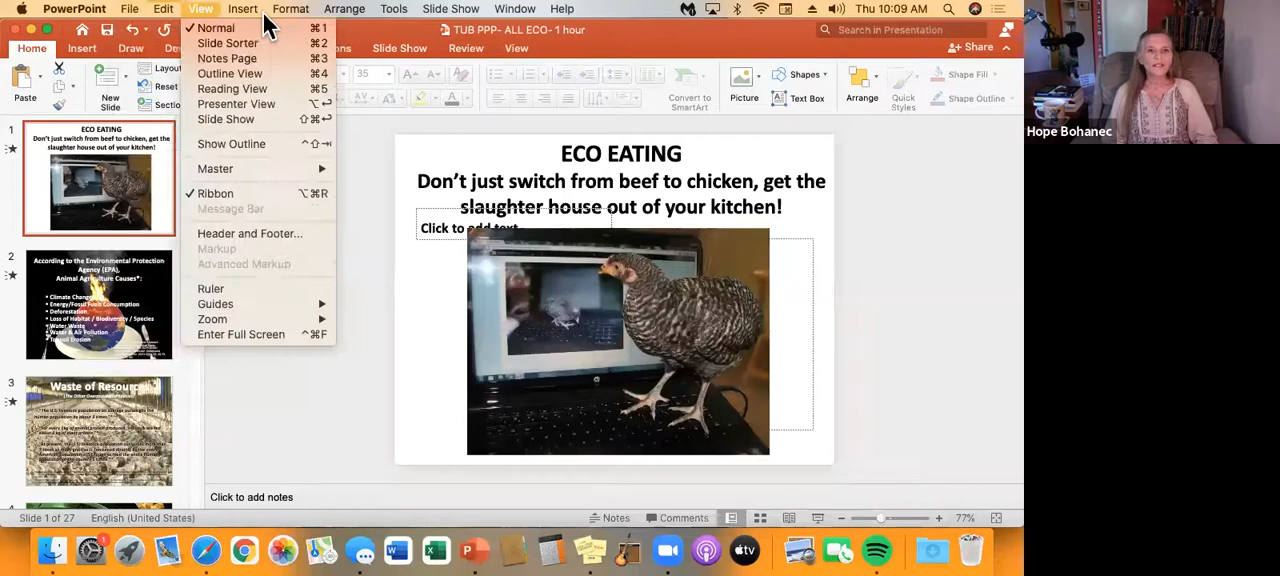 PowerPoint File Edit View Insert Format Arrange Tools Slide Show Window Help Thu 10:09 AM
TUB PPP- ALL ECO- 1 hour
Search in Presentation
Home Insert Draw De ons Slide Show Review View
Share
Paste
New Slide
Layou
Reset
Sectio
35
Convert to SmartArt
Picture
Shapes
Text Box
Arrange
Quick Styles
Shape Fill
Shape Outline
Normal ⌘1
Slide Sorter ⌘2
Notes Page ⌘3
Outline View ⌘4
Reading View ⌘5
Presenter View ⌥↩
Slide Show ⇧⌘↩
Show Outline ^⇧⇥
Master
Ribbon ⌥⌘R
Message Bar
Header and Footer...
Markup
Advanced Markup
Ruler
Guides
Zoom
Enter Full Screen ^⌘F
1
ECO EATING
Don't just switch from beef to chicken, get the
slaughter house out of your kitchen!
2
According to the Environmental Protection
Agency (EPA),
Animal Agriculture Causes*:
• Climate Change
• Energy/Fossil Fuels Consumption
• Deforestation
• Loss of Habitat / Biodiversity / Species
• Water Waste
• Water & Air Pollution
• Topsoil Erosion
3
Waste of Resources
ECO EATING
Don't just switch from beef to chicken, get the
slaughter house out of your kitchen!
Click to add text
Click to add notes
Slide 1 of 27 English (United States) Notes Comments 77%
Hope Bohanec